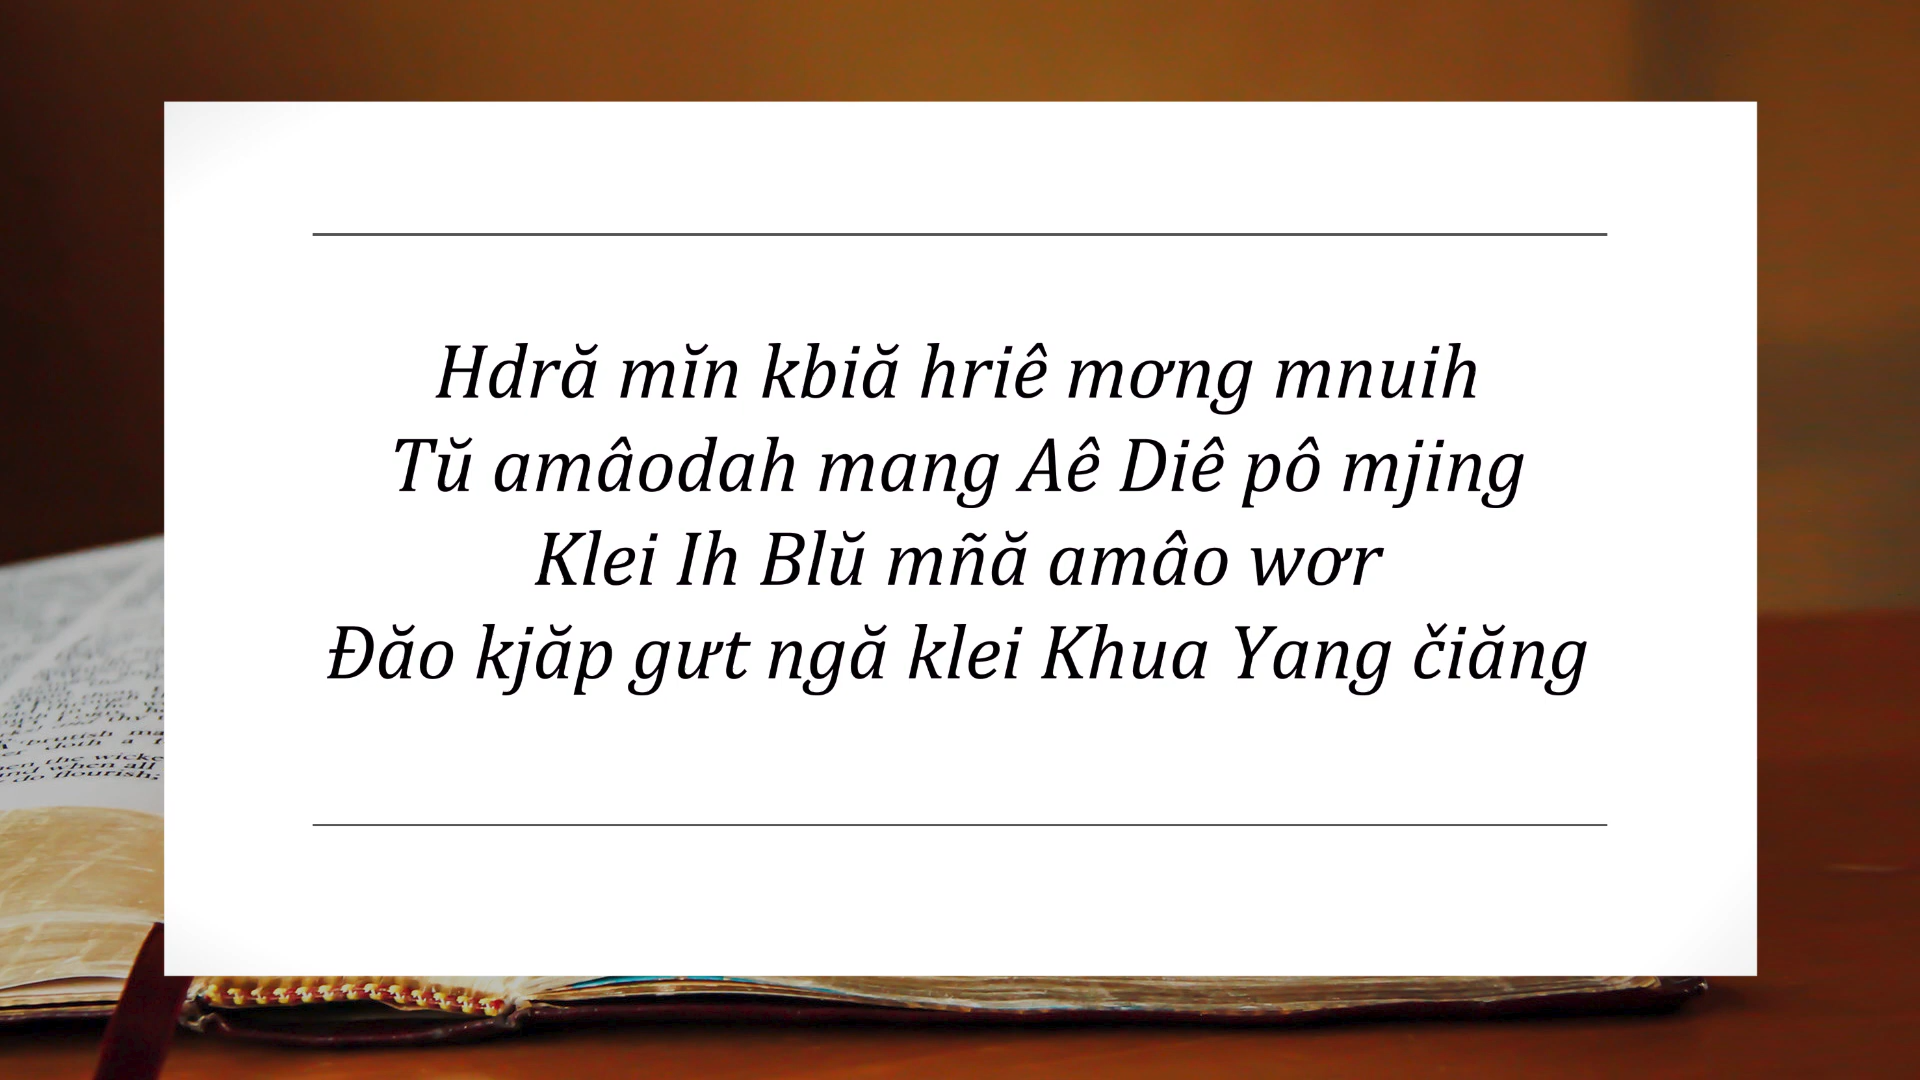 Hdră mĭn kbiă hriê mơng mnuih
Tŭ amâodah mang Aê Diê pô mjing
Klei Ih Blŭ mñă amâo wơr
Đăo kjăp gưt ngă klei Khua Yang čiăng